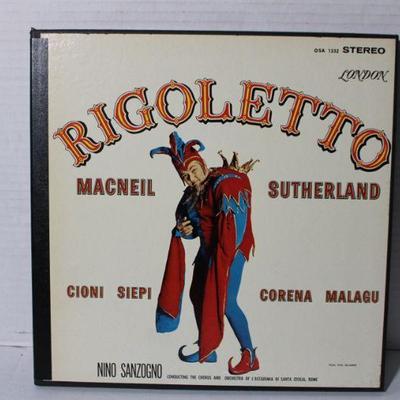 OSA 1332 STEREO
LONDON
RIGOLETTO
MACNEIL SUTHERLAND
CIONI SIEPI CORENA MALAGU
NINO SANZOGNO CONDUCTING THE CHORUS AND ORCHESTRA OF L'ACCADEMIA DI SANTA CECILIA, ROME